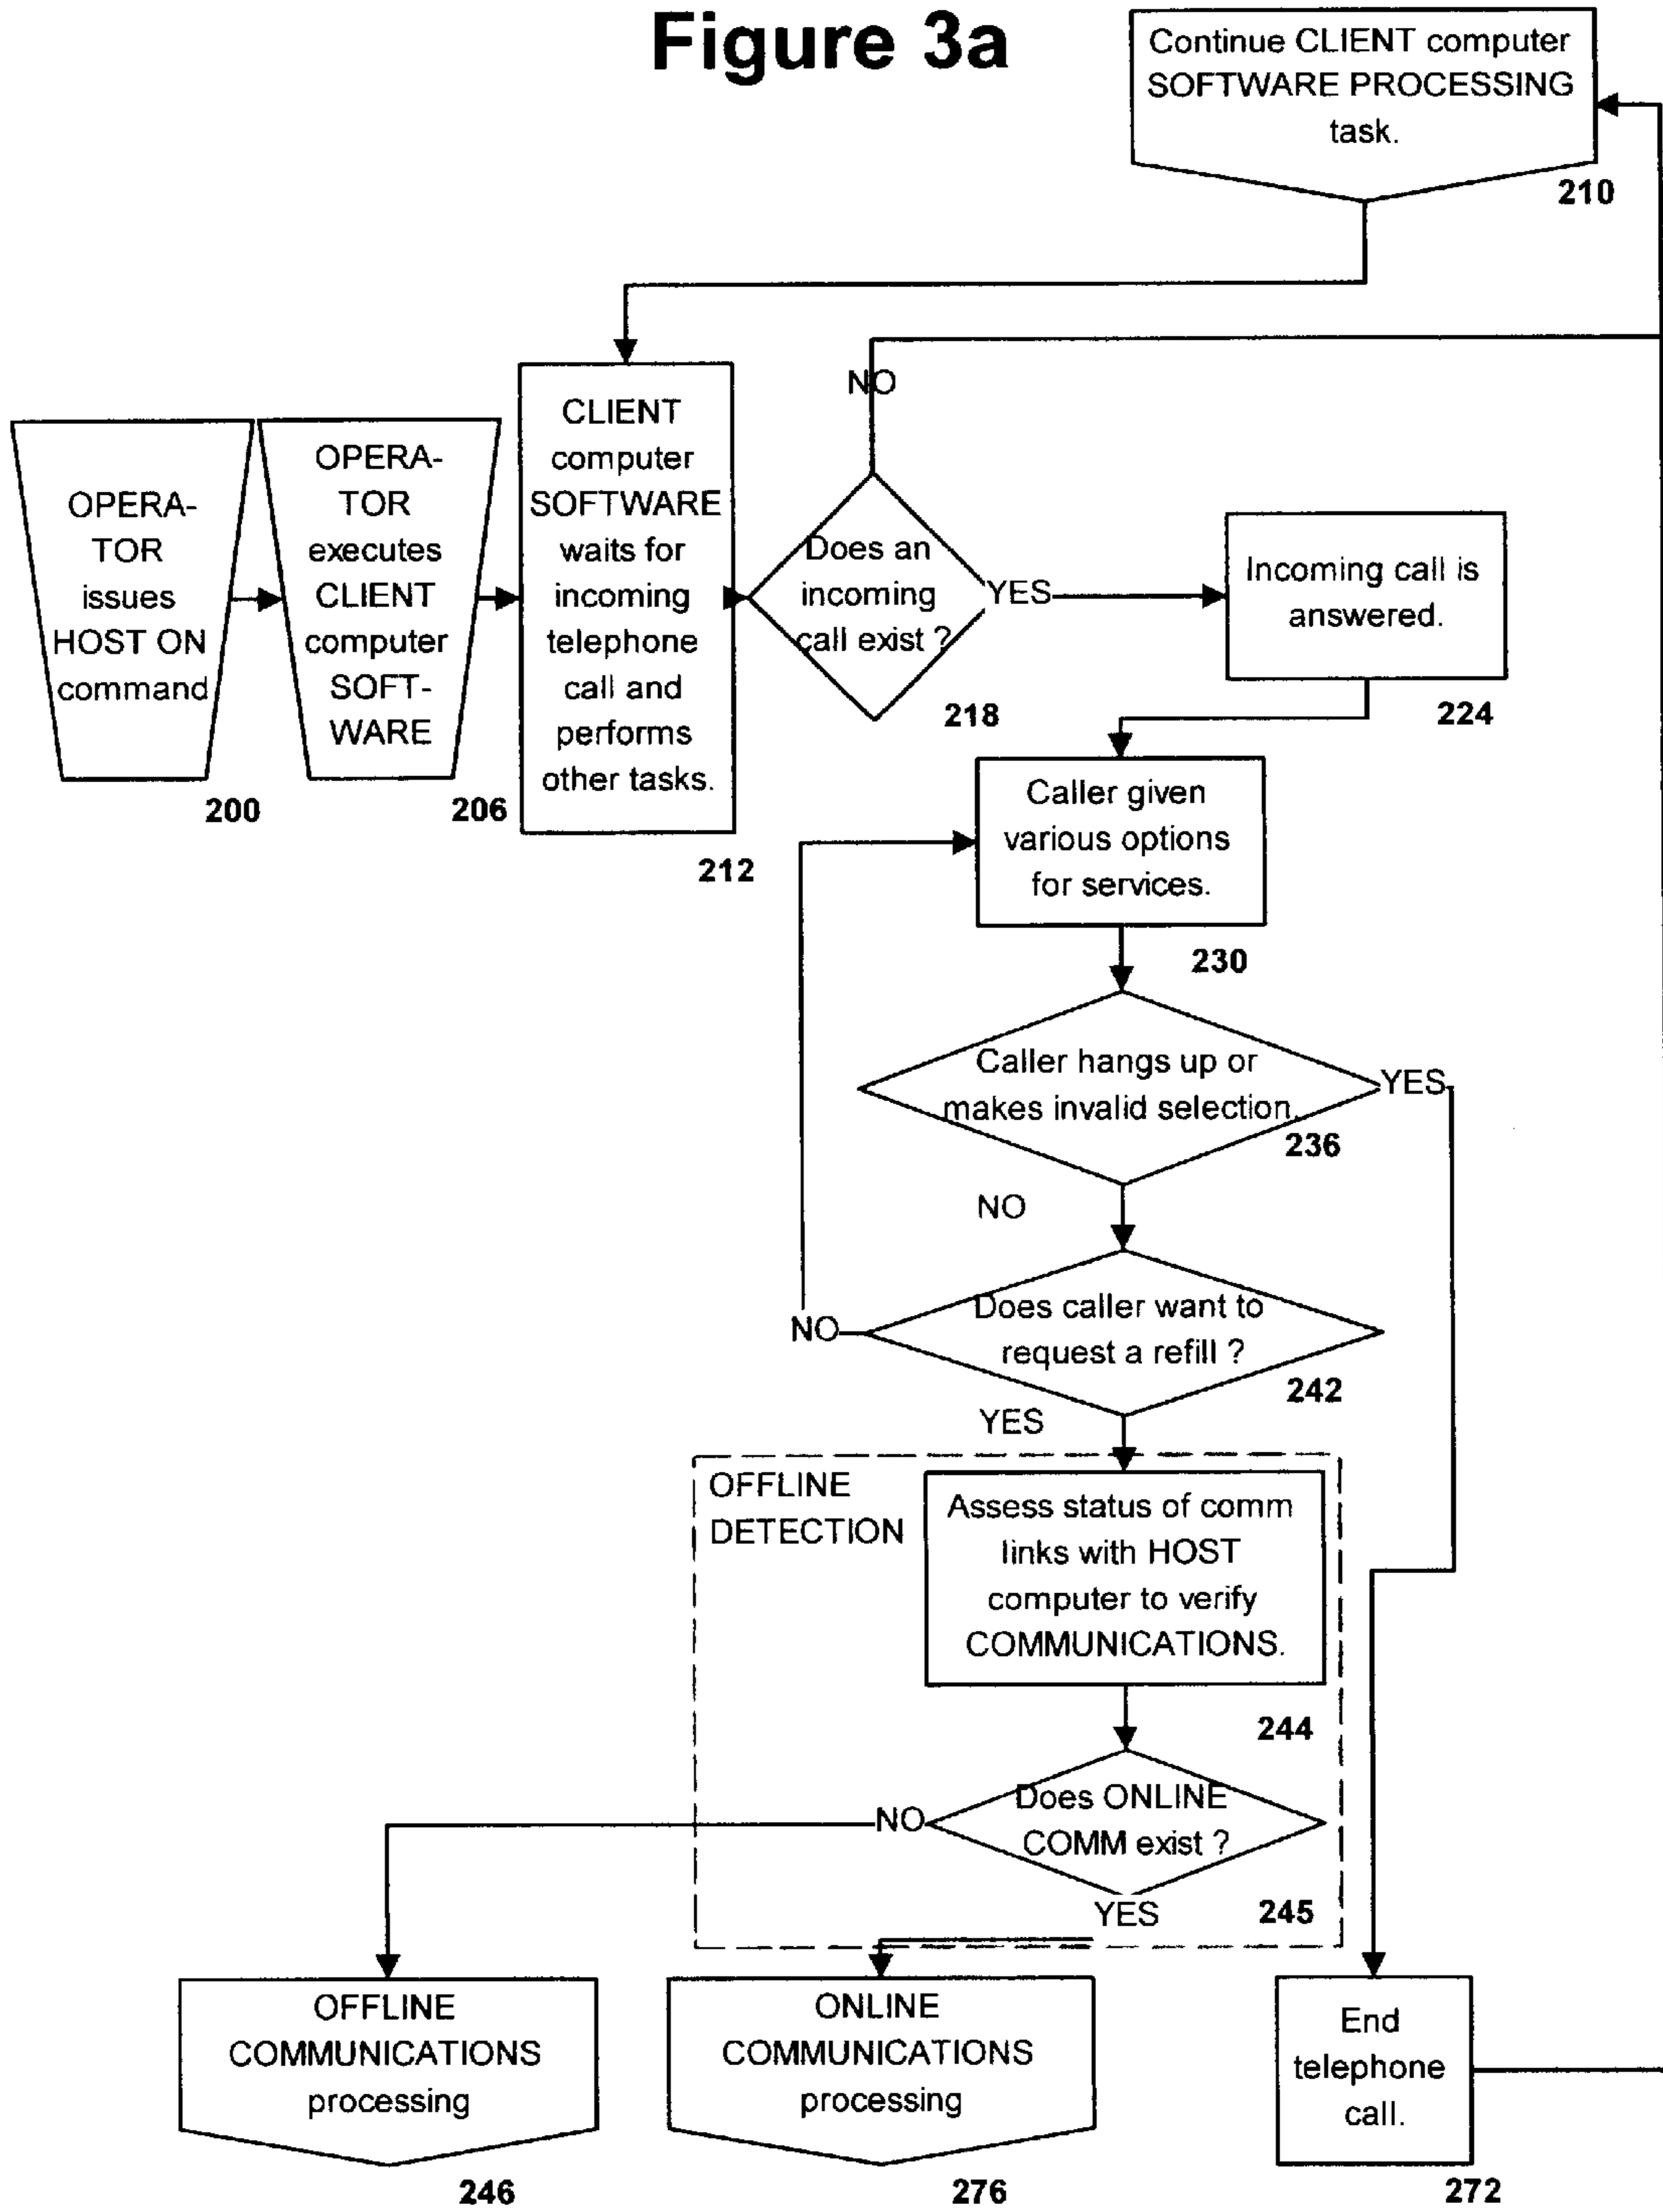 Figure 3a
Continue CLIENT computer
SOFTWARE PROCESSING
task.
210
OPERA-
TOR
issues
HOST ON
command
200
OPERA-
TOR
executes
CLIENT
computer
SOFT-
WARE
206
CLIENT
computer
SOFTWARE
waits for
incoming
telephone
call and
performs
other tasks.
212
NO
Does an
incoming
call exist ?
YES
218
Incoming call is
answered.
224
Caller given
various options
for services.
230
Caller hangs up or
makes invalid selection.
YES
236
NO
Does caller want to
request a refill ?
NO
242
YES
OFFLINE
DETECTION
Assess status of comm
links with HOST
computer to verify
COMMUNICATIONS.
244
Does ONLINE
COMM exist ?
NO
YES
245
OFFLINE
COMMUNICATIONS
processing
246
ONLINE
COMMUNICATIONS
processing
276
End
telephone
call.
272